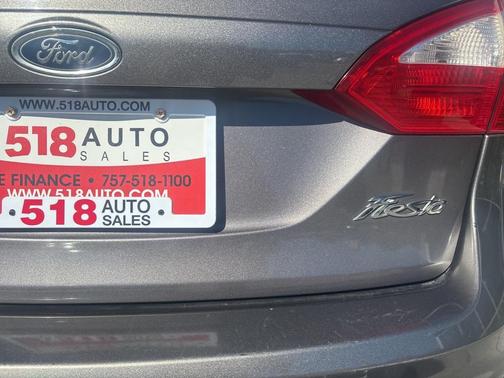 Ford
WWW.518AUTO.COM
518 AUTO
SALES
E FINANCE • 757-518-1100
WWW.518AUTO.COM
• 518 AUTO
SALES •
Fiesta